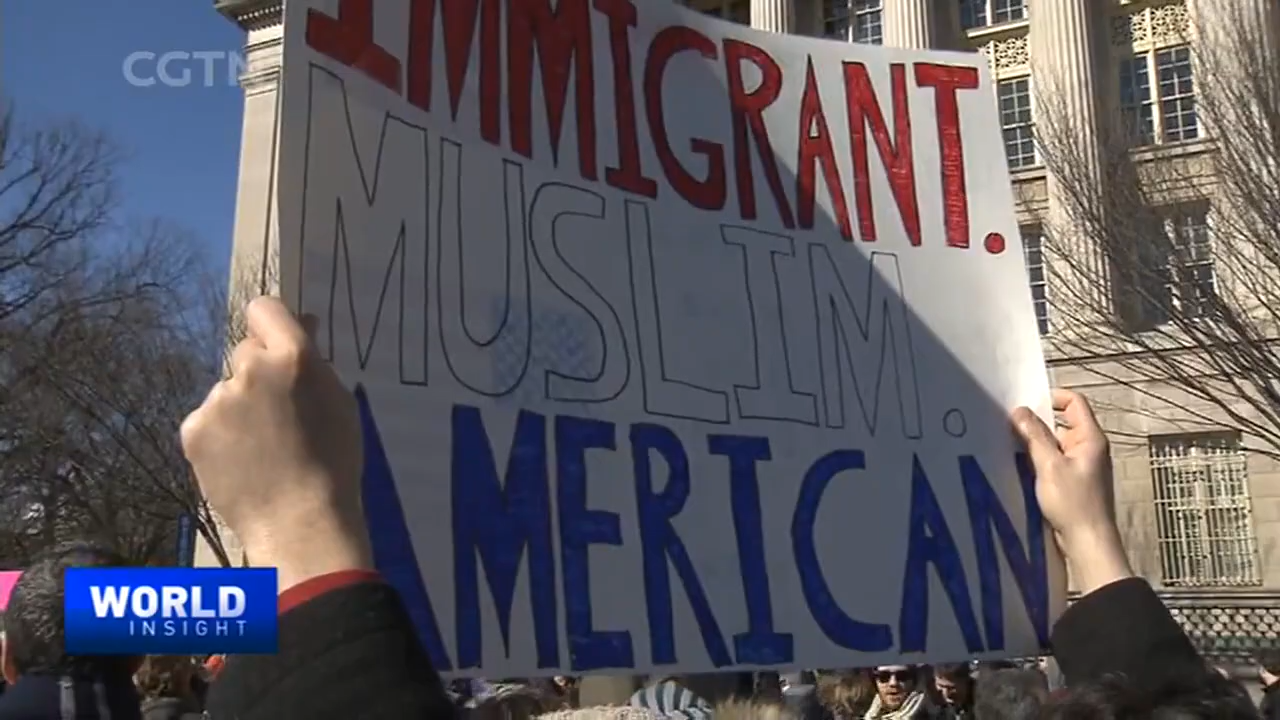 CGTN
IMMIGRANT.
MUSLIM.
AMERICAN
WORLD
INSIGHT